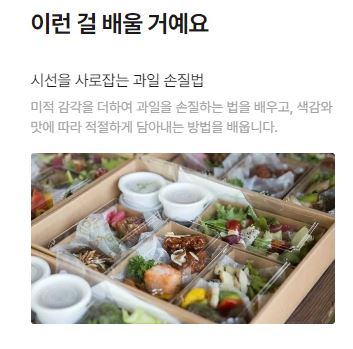 이런 걸 배울 거예요
시선을 사로잡는 과일 손질법
미적 감각을 더하여 과일을 손질하는 법을 배우고, 색감와
맛에 따라 적절하게 담아내는 방법을 배웁니다.